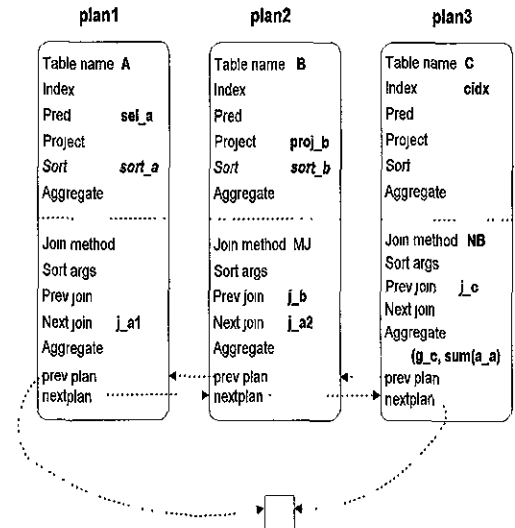 plan1
plan2
plan3
Table name A
Index
Pred sel_a
Project
Sort sort_a
Aggregate
Join method
Sort args
Prev join
Next join j_a1
Aggregate
prev plan
nextplan
Table name B
Index
Pred
Project proj_b
Sort sort_b
Aggregate
Join method MJ
Sort args
Prev join j_b
Next join j_a2
Aggregate
prev plan
nextplan
Table name C
Index cidx
Pred
Project
Sort
Aggregate
Join method NB
Sort args
Prev join j_c
Next join
Aggregate
(g_c, sum(a_a)
prev plan
nextplan